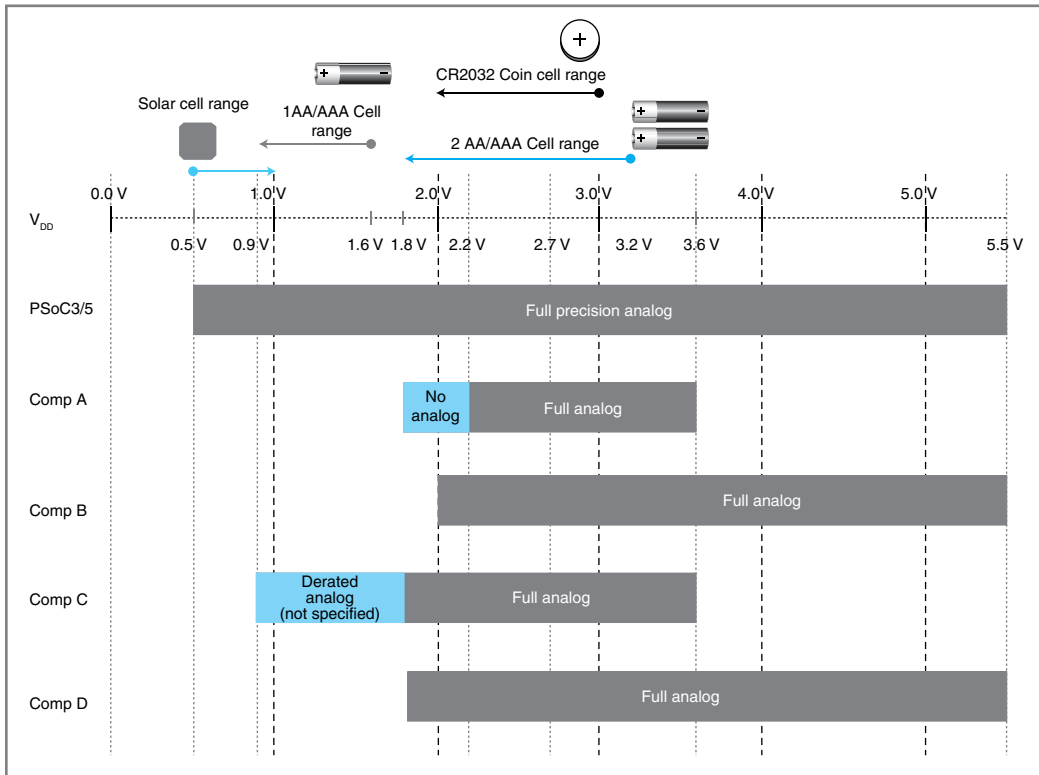 +
CR2032 Coin cell range
+ −
Solar cell range
1AA/AAA Cell
range
+ −
+ −
2 AA/AAA Cell range
0.0 V 1.0 V 2.0 V 3.0 V 4.0 V 5.0 V
VDD
0.5 V 0.9 V 1.6 V 1.8 V 2.2 V 2.7 V 3.2 V 3.6 V 5.5 V
PSoC3/5
Full precision analog
Comp A
No
analog
Full analog
Comp B
Full analog
Comp C
Derated
analog
(not specified)
Full analog
Comp D
Full analog